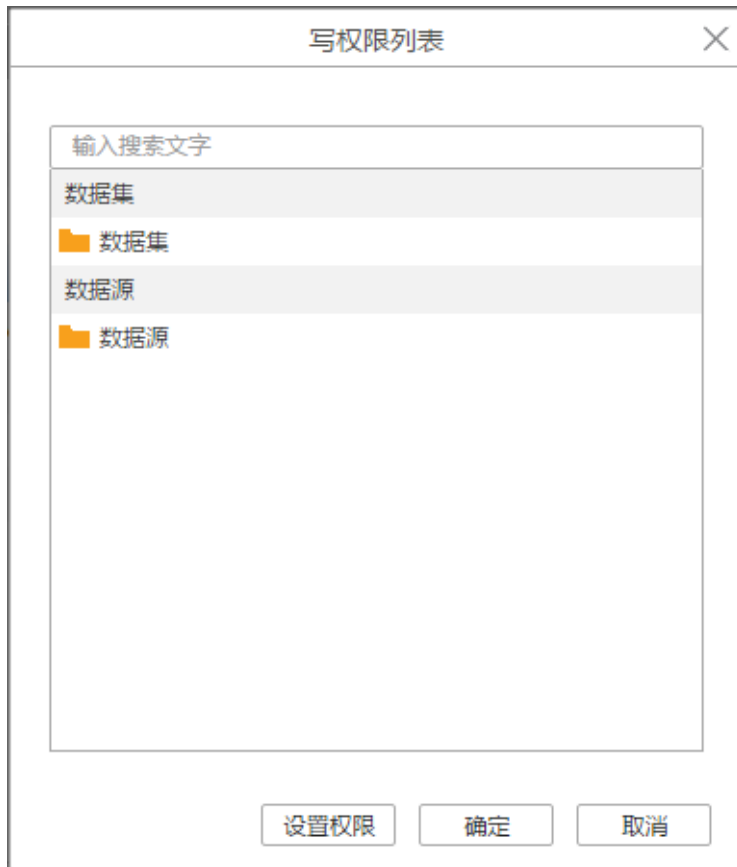 写权限列表
输入搜索文字
数据集
数据集
数据源
数据源
设置权限 确定 取消